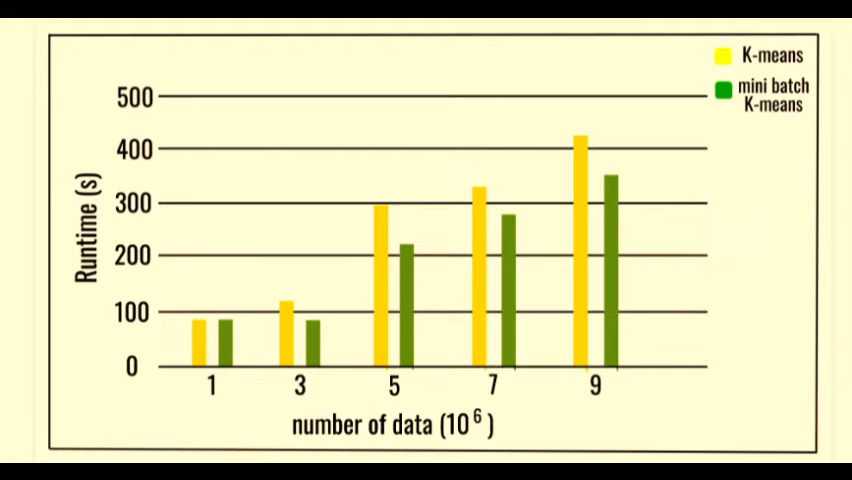 K-means
mini batch
K-means
500
400
300
200
100
0
Runtime (s)
1 3 5 7 9
number of data (10⁶ )